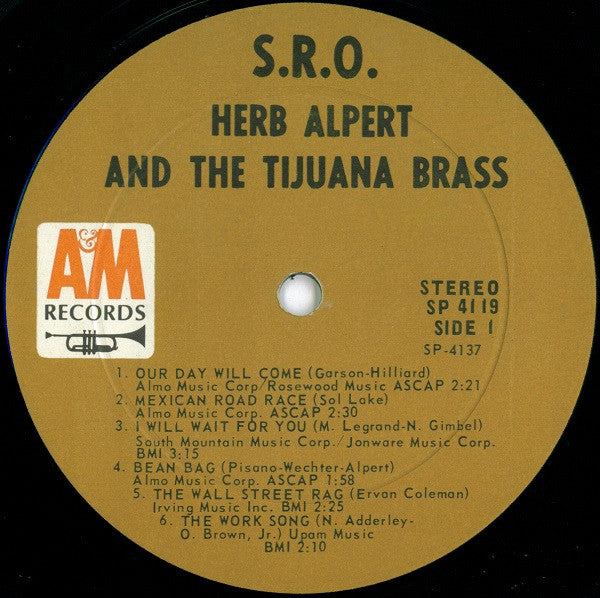 S.R.O.
HERB ALPERT
AND THE TIJUANA BRASS
A&M
RECORDS
STEREO
SP 4119
SIDE 1
SP-4137
1. OUR DAY WILL COME (Garson-Hilliard)
Almo Music Corp/Rosewood Music ASCAP 2:21
2. MEXICAN ROAD RACE (Sol Lake)
Almo Music Corp. ASCAP 2:30
3. I WILL WAIT FOR YOU (M. Legrand-N. Gimbel)
South Mountain Music Corp./Jonware Music Corp.
BMI 3:15
4. BEAN BAG (Pisano-Wechter-Alpert)
Almo Music Corp. ASCAP 1:58
5. THE WALL STREET RAG (Ervan Coleman)
Irving Music Inc. BMI 2:25
6. THE WORK SONG (N. Adderley-
O. Brown, Jr.) Upam Music
BMI 2:10